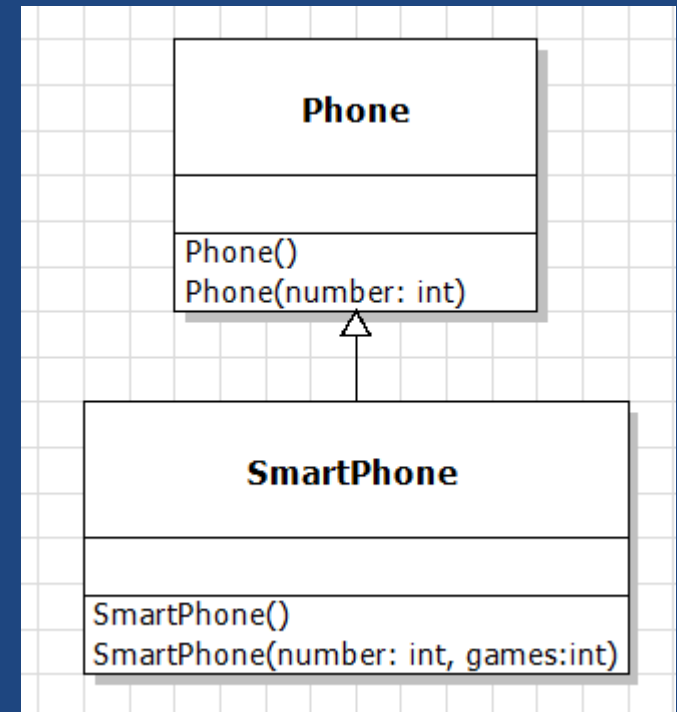 Phone
Phone()
Phone(number: int)
SmartPhone
SmartPhone()
SmartPhone(number: int, games:int)